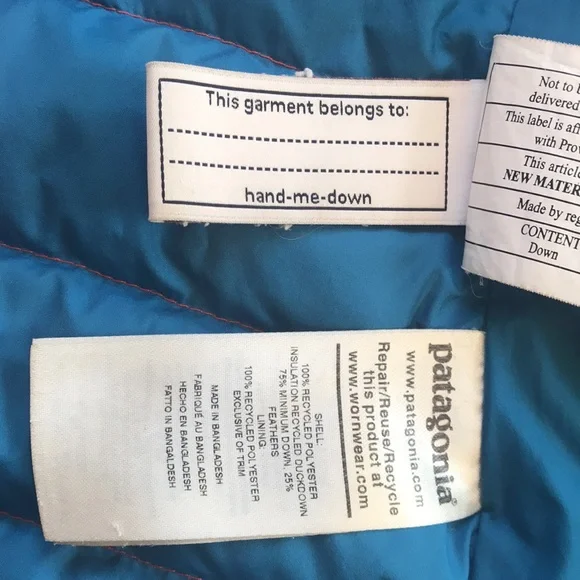 This garment belongs to:
hand-me-down
Not to b
delivered
This label is aff
with Prov
This article
NEW MATER
Made by reg
CONTENT
Down
patagonia®
www.patagonia.com
Repair/Reuse/Recycle
this product at
www.wornwear.com
SHELL:
100% RECYCLED POLYESTER
INSULATION RECYCLED DUCKDOWN
75% MINIMUM DOWN, 25%
FEATHERS
LINING:
100% RECYCLED POLYESTER
EXCLUSIVE OF TRIM
MADE IN BANGLADESH
FABRIQUÉ AU BANGLADESH
HECHO EN BANGLADESH
FATTO IN BANGALDESH